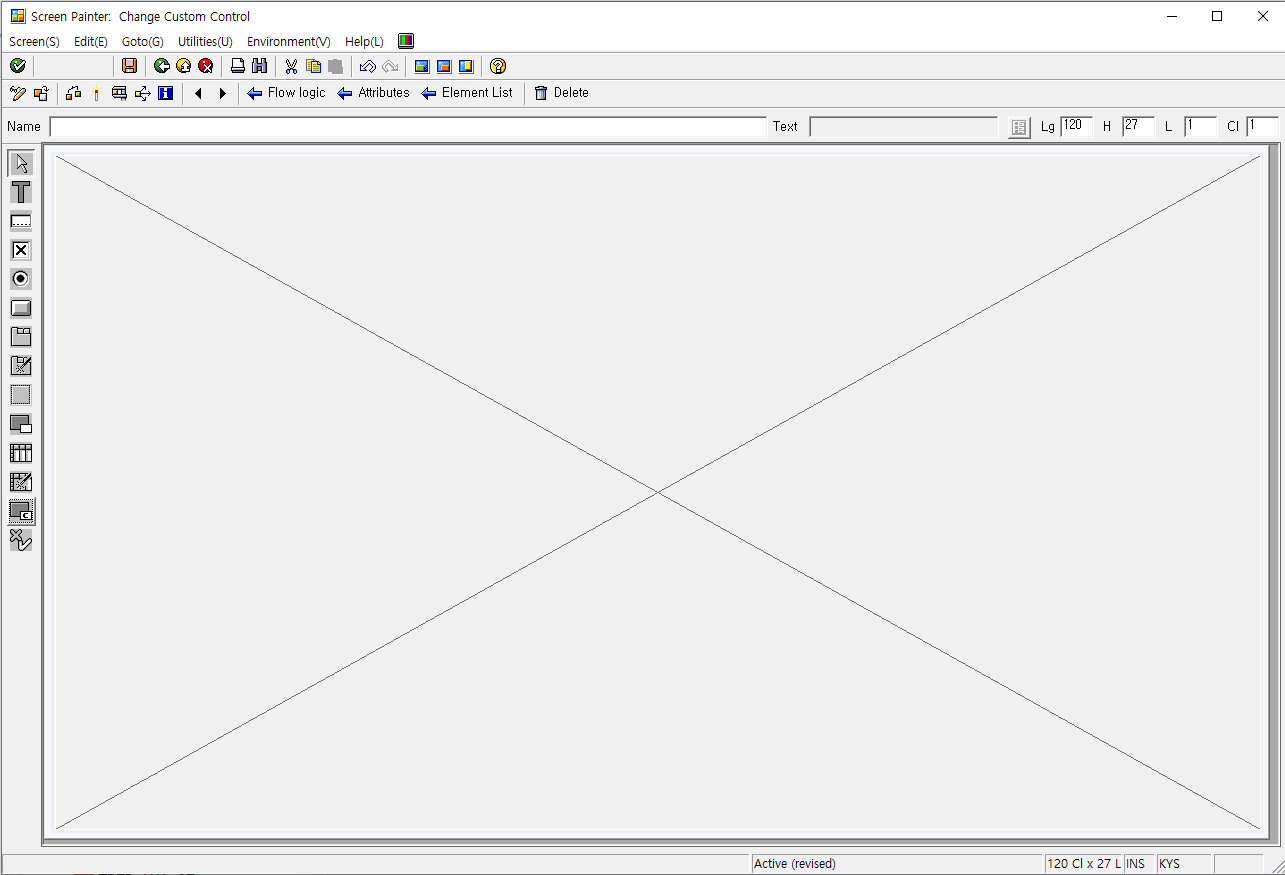 Screen Painter: Change Custom Control
Screen(S) Edit(E) Goto(G) Utilities(U) Environment(V) Help(L)
Flow logic Attributes Element List Delete
Name Text Lg 120 H 27 L 1 Cl 1
T
C
Active (revised) 120 Cl x 27 L INS KYS